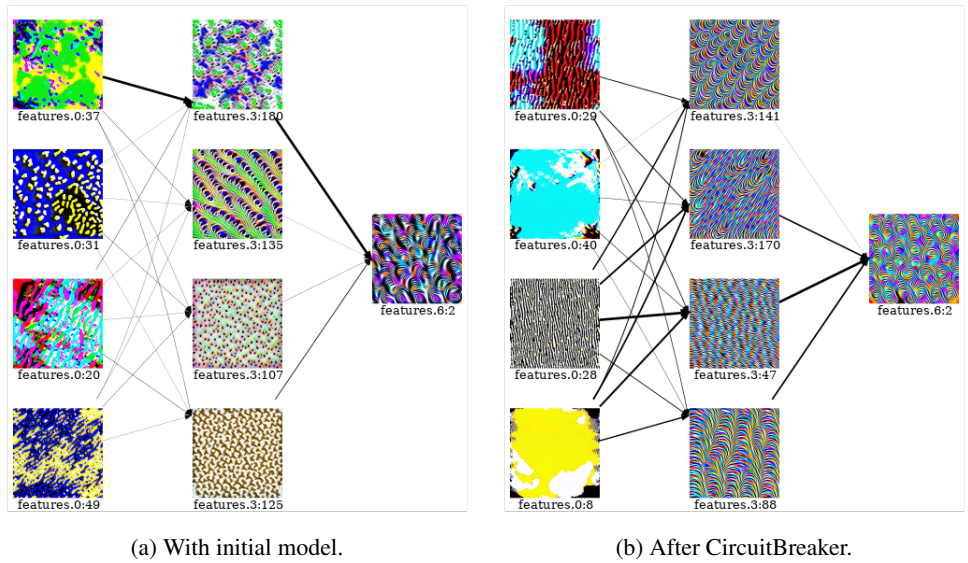 features.0:37
features.3:180
features.0:31
features.3:135
features.6:2
features.0:20
features.3:107
features.0:49
features.3:125
(a) With initial model.
features.0:29
features.3:141
features.0:40
features.3:170
features.6:2
features.0:28
features.3:47
features.0:8
features.3:88
(b) After CircuitBreaker.